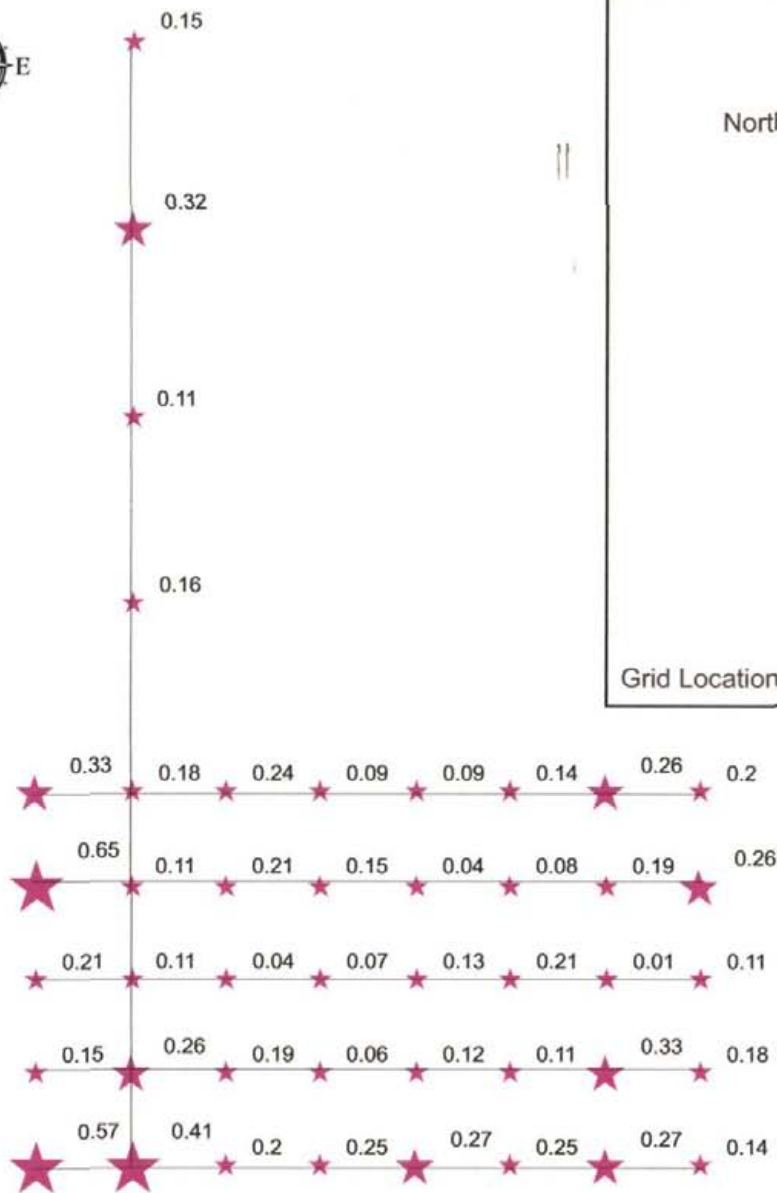 0.15
E
North
0.32
0.11
0.16
Grid Location
0.33 0.18 0.24 0.09 0.09 0.14 0.26 0.2
0.65 0.11 0.21 0.15 0.04 0.08 0.19 0.26
0.21 0.11 0.04 0.07 0.13 0.21 0.01 0.11
0.15 0.26 0.19 0.06 0.12 0.11 0.33 0.18
0.57 0.41 0.2 0.25 0.27 0.25 0.27 0.14